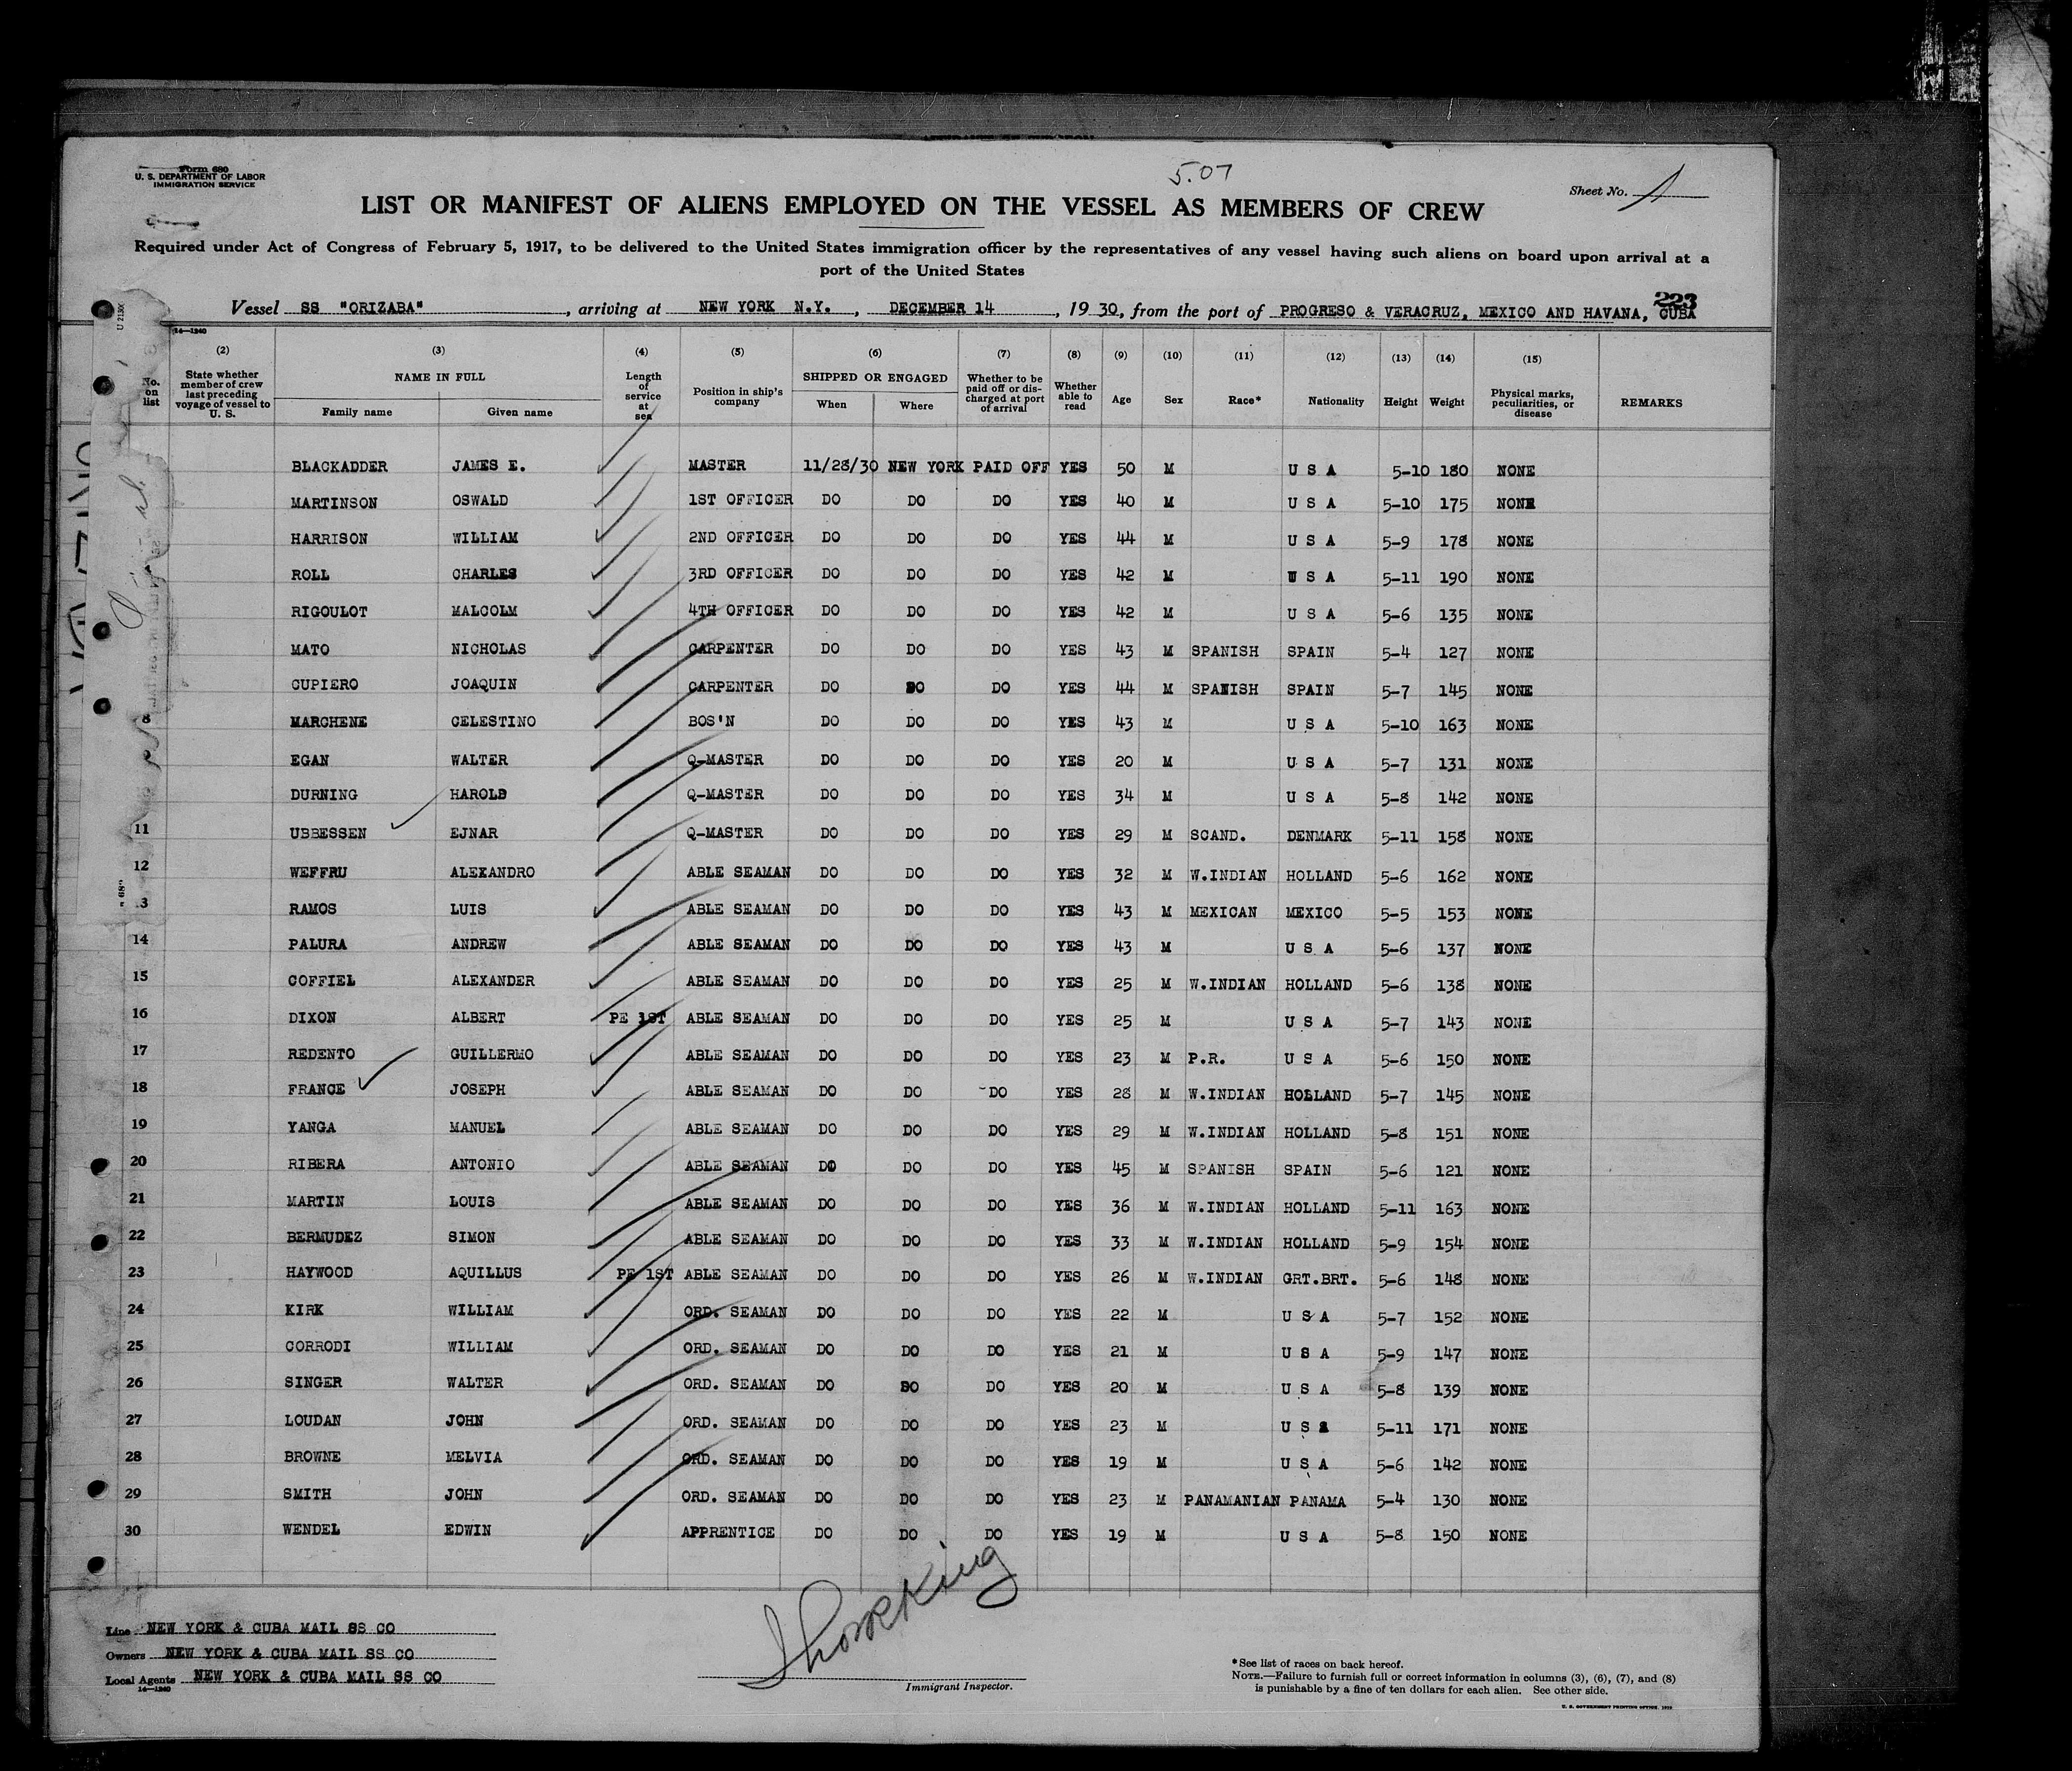 Form 680
U. S. DEPARTMENT OF LABOR
IMMIGRATION SERVICE
5.07
Sheet No. 1
LIST OR MANIFEST OF ALIENS EMPLOYED ON THE VESSEL AS MEMBERS OF CREW
Required under Act of Congress of February 5, 1917, to be delivered to the United States immigration officer by the representatives of any vessel having such aliens on board upon arrival at a
port of the United States
223
Vessel SS "ORIZABA", arriving at NEW YORK N.Y., DECEMBER 14, 1930, from the port of PROGRESO & VERACRUZ, MEXICO AND HAVANA, CUBA
14—1240
(2) (3) (4) (5) (6) (7) (8) (9) (10) (11) (12) (13) (14) (15)
No. on list State whether member of crew last preceding voyage of vessel to U. S. NAME IN FULL Length of service at sea Position in ship's company SHIPPED OR ENGAGED Whether to be paid off or discharged at port of arrival Whether able to read Age Sex Race* Nationality Height Weight Physical marks, peculiarities, or disease REMARKS
Family name Given name When Where
BLACKADDER JAMES E. MASTER 11/28/30 NEW YORK PAID OFF YES 50 M U S A 5-10 180 NONE
MARTINSON OSWALD 1ST OFFICER DO DO DO YES 40 M U S A 5-10 175 NONE
HARRISON WILLIAM 2ND OFFICER DO DO DO YES 44 M U S A 5-9 178 NONE
ROLL CHARLES 3RD OFFICER DO DO DO YES 42 M U S A 5-11 190 NONE
RIGOULOT MALCOLM 4TH OFFICER DO DO DO YES 42 M U S A 5-6 135 NONE
MATO NICHOLAS CARPENTER DO DO DO YES 43 M SPANISH SPAIN 5-4 127 NONE
CUPIERO JOAQUIN CARPENTER DO DO DO YES 44 M SPANISH SPAIN 5-7 145 NONE
8 MARCHENE CELESTINO BOS'N DO DO DO YES 43 M U S A 5-10 163 NONE
EGAN WALTER Q-MASTER DO DO DO YES 20 M U S A 5-7 131 NONE
DURNING HAROLD Q-MASTER DO DO DO YES 34 M U S A 5-8 142 NONE
11 UBBESSEN EJNAR Q-MASTER DO DO DO YES 29 M SCAND. DENMARK 5-11 158 NONE
12 WEFFRU ALEXANDRO ABLE SEAMAN DO DO DO YES 32 M W.INDIAN HOLLAND 5-6 162 NONE
3 RAMOS LUIS ABLE SEAMAN DO DO DO YES 43 M MEXICAN MEXICO 5-5 153 NONE
14 PALURA ANDREW ABLE SEAMAN DO DO DO YES 43 M U S A 5-6 137 NONE
15 COFFIEL ALEXANDER ABLE SEAMAN DO DO DO YES 25 M W.INDIAN HOLLAND 5-6 138 NONE
16 DIXON ALBERT PE 1ST ABLE SEAMAN DO DO DO YES 25 M U S A 5-7 143 NONE
17 REDENTO GUILLERMO ABLE SEAMAN DO DO DO YES 23 M P.R. U S A 5-6 150 NONE
18 FRANCE JOSEPH ABLE SEAMAN DO DO DO YES 28 M W.INDIAN HOLLAND 5-7 145 NONE
19 YANGA MANUEL ABLE SEAMAN DO DO DO YES 29 M W.INDIAN HOLLAND 5-8 151 NONE
20 RIBERA ANTONIO ABLE SEAMAN DO DO DO YES 45 M SPANISH SPAIN 5-6 121 NONE
21 MARTIN LOUIS ABLE SEAMAN DO DO DO YES 36 M W.INDIAN HOLLAND 5-11 163 NONE
22 BERMUDEZ SIMON ABLE SEAMAN DO DO DO YES 33 M W.INDIAN HOLLAND 5-9 154 NONE
23 HAYWOOD AQUILLUS PE 1ST ABLE SEAMAN DO DO DO YES 26 M W.INDIAN GRT.BRT. 5-6 148 NONE
24 KIRK WILLIAM ORD. SEAMAN DO DO DO YES 22 M U S A 5-7 152 NONE
25 CORRODI WILLIAM ORD. SEAMAN DO DO DO YES 21 M U S A 5-9 147 NONE
26 SINGER WALTER ORD. SEAMAN DO DO DO YES 20 M U S A 5-8 139 NONE
27 LOUDAN JOHN ORD. SEAMAN DO DO DO YES 23 M U S A 5-11 171 NONE
28 BROWNE MELVIA ORD. SEAMAN DO DO DO YES 19 M U S A 5-6 142 NONE
29 SMITH JOHN ORD. SEAMAN DO DO DO YES 23 M PANAMANIAN PANAMA 5-4 130 NONE
30 WENDEL EDWIN APPRENTICE DO DO DO YES 19 M U S A 5-8 150 NONE
Line NEW YORK & CUBA MAIL SS CO
Owners NEW YORK & CUBA MAIL SS CO
Local Agents NEW YORK & CUBA MAIL SS CO
14—1240
Immigrant Inspector.
*See list of races on back hereof.
NOTE.—Failure to furnish full or correct information in columns (3), (6), (7), and (8)
is punishable by a fine of ten dollars for each alien. See other side.
U. S. GOVERNMENT PRINTING OFFICE